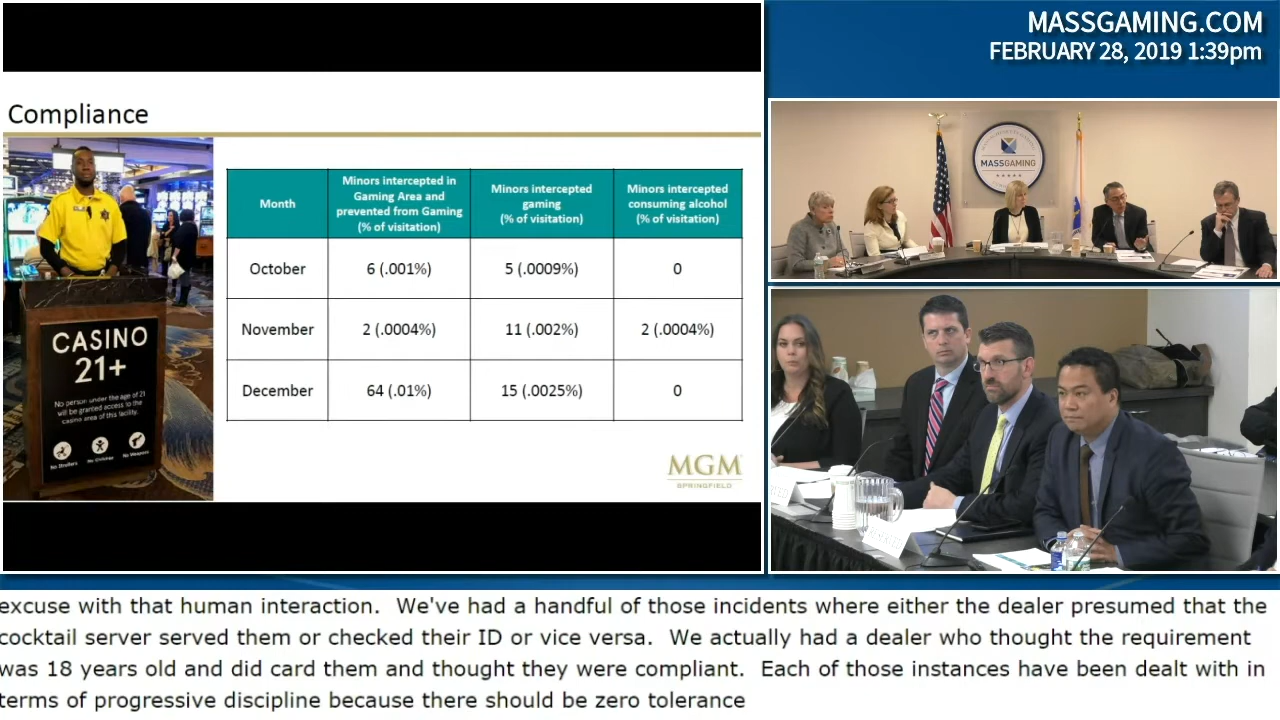 MASSGAMING.COM
FEBRUARY 28, 2019 1:39pm
Compliance
CASINO
21+
No person under the age of 21
will be granted access to the
casino area of this facility.
No Strollers
No Children
No Weapons
Month
Minors intercepted in
Gaming Area and
prevented from Gaming
(% of visitation)
Minors intercepted
gaming
(% of visitation)
Minors intercepted
consuming alcohol
(% of visitation)
October
6 (.001%)
5 (.0009%)
0
November
2 (.0004%)
11 (.002%)
2 (.0004%)
December
64 (.01%)
15 (.0025%)
0
MGM
SPRINGFIELD
MASSGAMING
RESERVED
excuse with that human interaction. We've had a handful of those incidents where either the dealer presumed that the
cocktail server served them or checked their ID or vice versa. We actually had a dealer who thought the requirement
was 18 years old and did card them and thought they were compliant. Each of those instances have been dealt with in
terms of progressive discipline because there should be zero tolerance